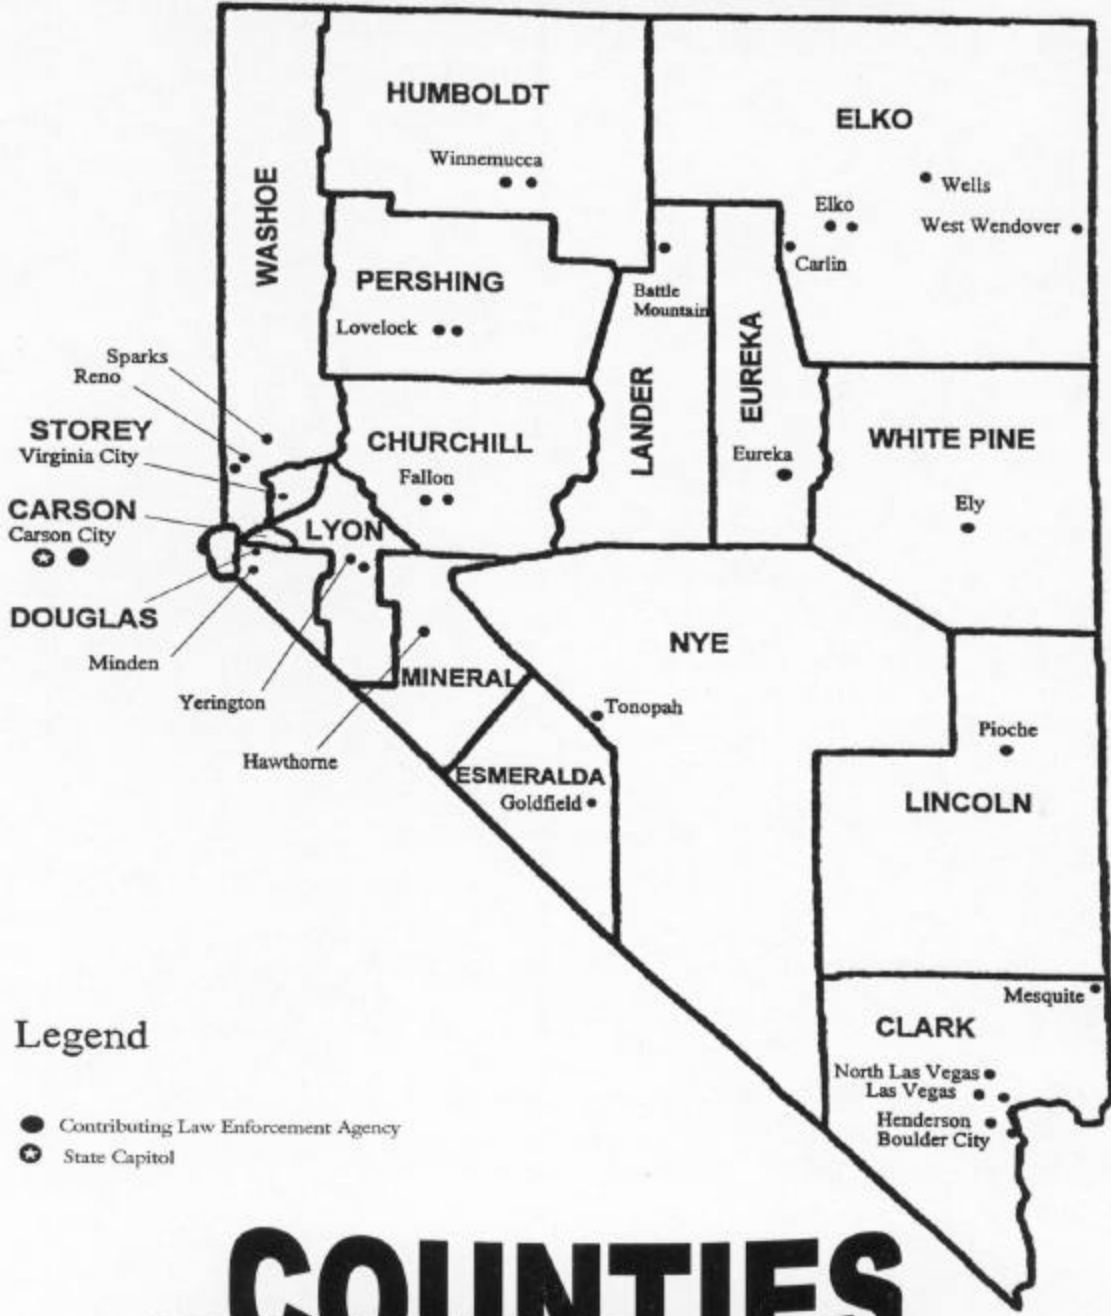 HUMBOLDT
Winnemucca
ELKO
Wells
Elko
West Wendover
Carlin
WASHOE
PERSHING
Lovelock
Battle
Mountain
EUREKA
LANDER
Sparks
Reno
STOREY
Virginia City
CHURCHILL
Fallon
Eureka
WHITE PINE
Ely
CARSON
Carson City
LYON
DOUGLAS
Minden
Yerington
Hawthorne
MINERAL
NYE
Tonopah
ESMERALDA
Goldfield
Pioche
LINCOLN
Mesquite
CLARK
North Las Vegas
Las Vegas
Henderson
Boulder City
Legend
Contributing Law Enforcement Agency
State Capitol
COUNTIES